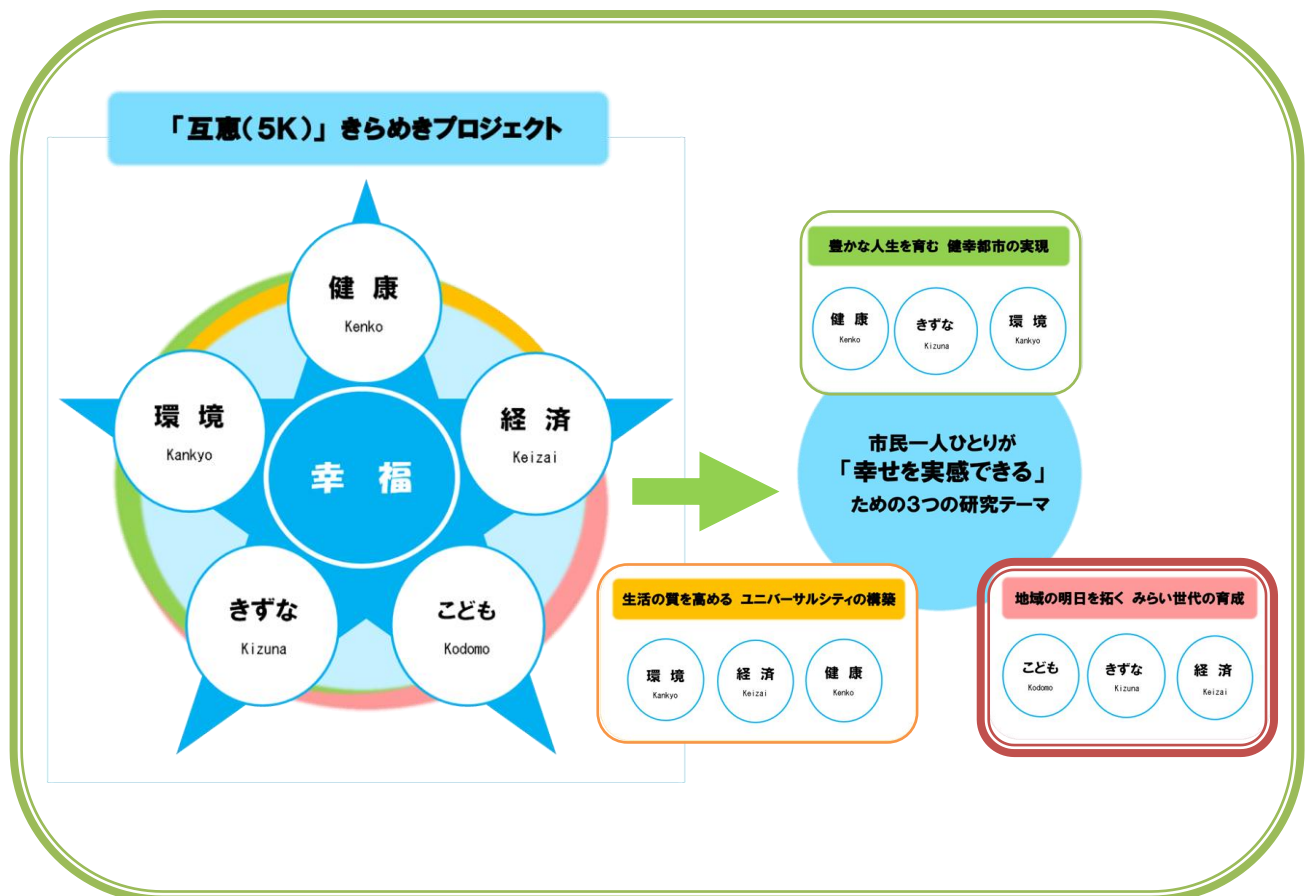 「互恵(5K)」きらめきプロジェクト
健 康
Kenko
環 境
Kankyo
経 済
Keizai
幸 福
きずな
Kizuna
こども
Kodomo
豊かな人生を育む 健幸都市の実現
健 康
Kenko
きずな
Kizuna
環 境
Kankyo
市民一人ひとりが
「幸せを実感できる」
ための3つの研究テーマ
生活の質を高める ユニバーサルシティの構築
環 境
Kankyo
経 済
Keizai
健 康
Kenko
地域の明日を拓く みらい世代の育成
こども
Kodomo
きずな
Kizuna
経 済
Keizai